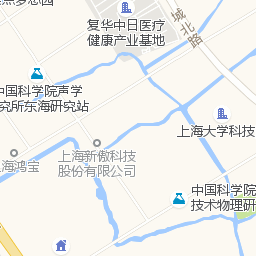 复华中日医疗
健康产业基地
城北路
中国科学院声学
究所东海研究站
上海大学科技
上海新傲科技
股份有限公司
海鸿宝
中国科学院
技术物理研